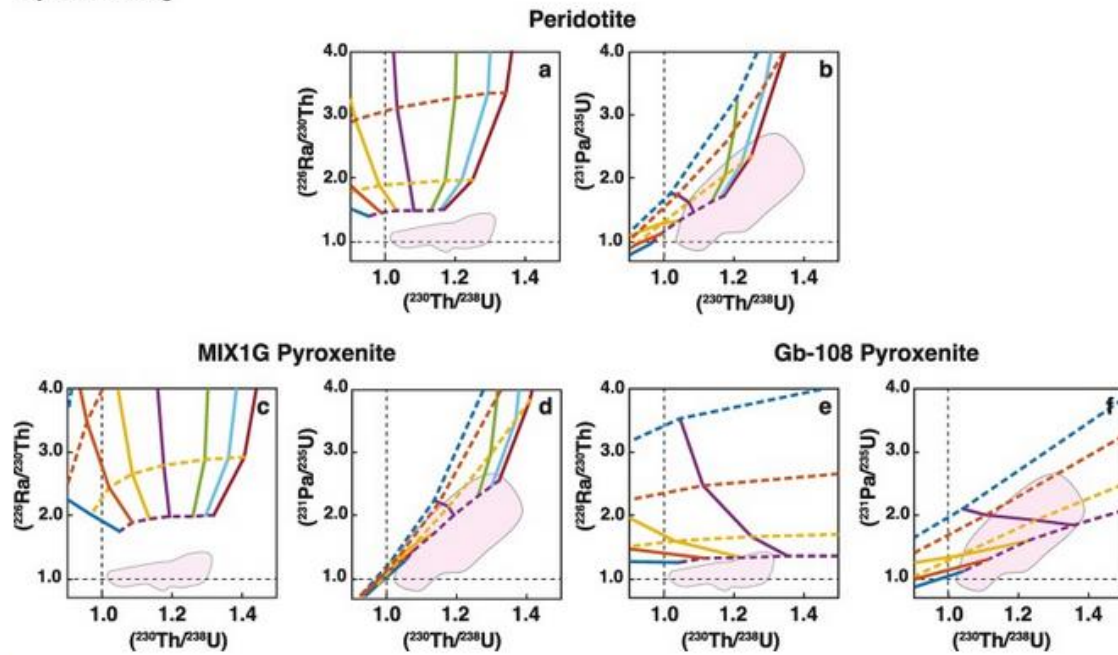 Peridotite
4.0
3.0
2.0
1.0
(²²⁶Ra/²³⁰Th)
a
1.0 1.2 1.4
(²³⁰Th/²³⁸U)
4.0
3.0
2.0
1.0
(²³¹Pa/²³⁵U)
b
1.0 1.2 1.4
(²³⁰Th/²³⁸U)
MIX1G Pyroxenite
4.0
3.0
2.0
1.0
(²²⁶Ra/²³⁰Th)
c
1.0 1.2 1.4
(²³⁰Th/²³⁸U)
4.0
3.0
2.0
1.0
(²³¹Pa/²³⁵U)
d
1.0 1.2 1.4
(²³⁰Th/²³⁸U)
Gb-108 Pyroxenite
4.0
3.0
2.0
1.0
(²²⁶Ra/²³⁰Th)
e
1.0 1.2 1.4
(²³⁰Th/²³⁸U)
4.0
3.0
2.0
1.0
(²³¹Pa/²³⁵U)
f
1.0 1.2 1.4
(²³⁰Th/²³⁸U)